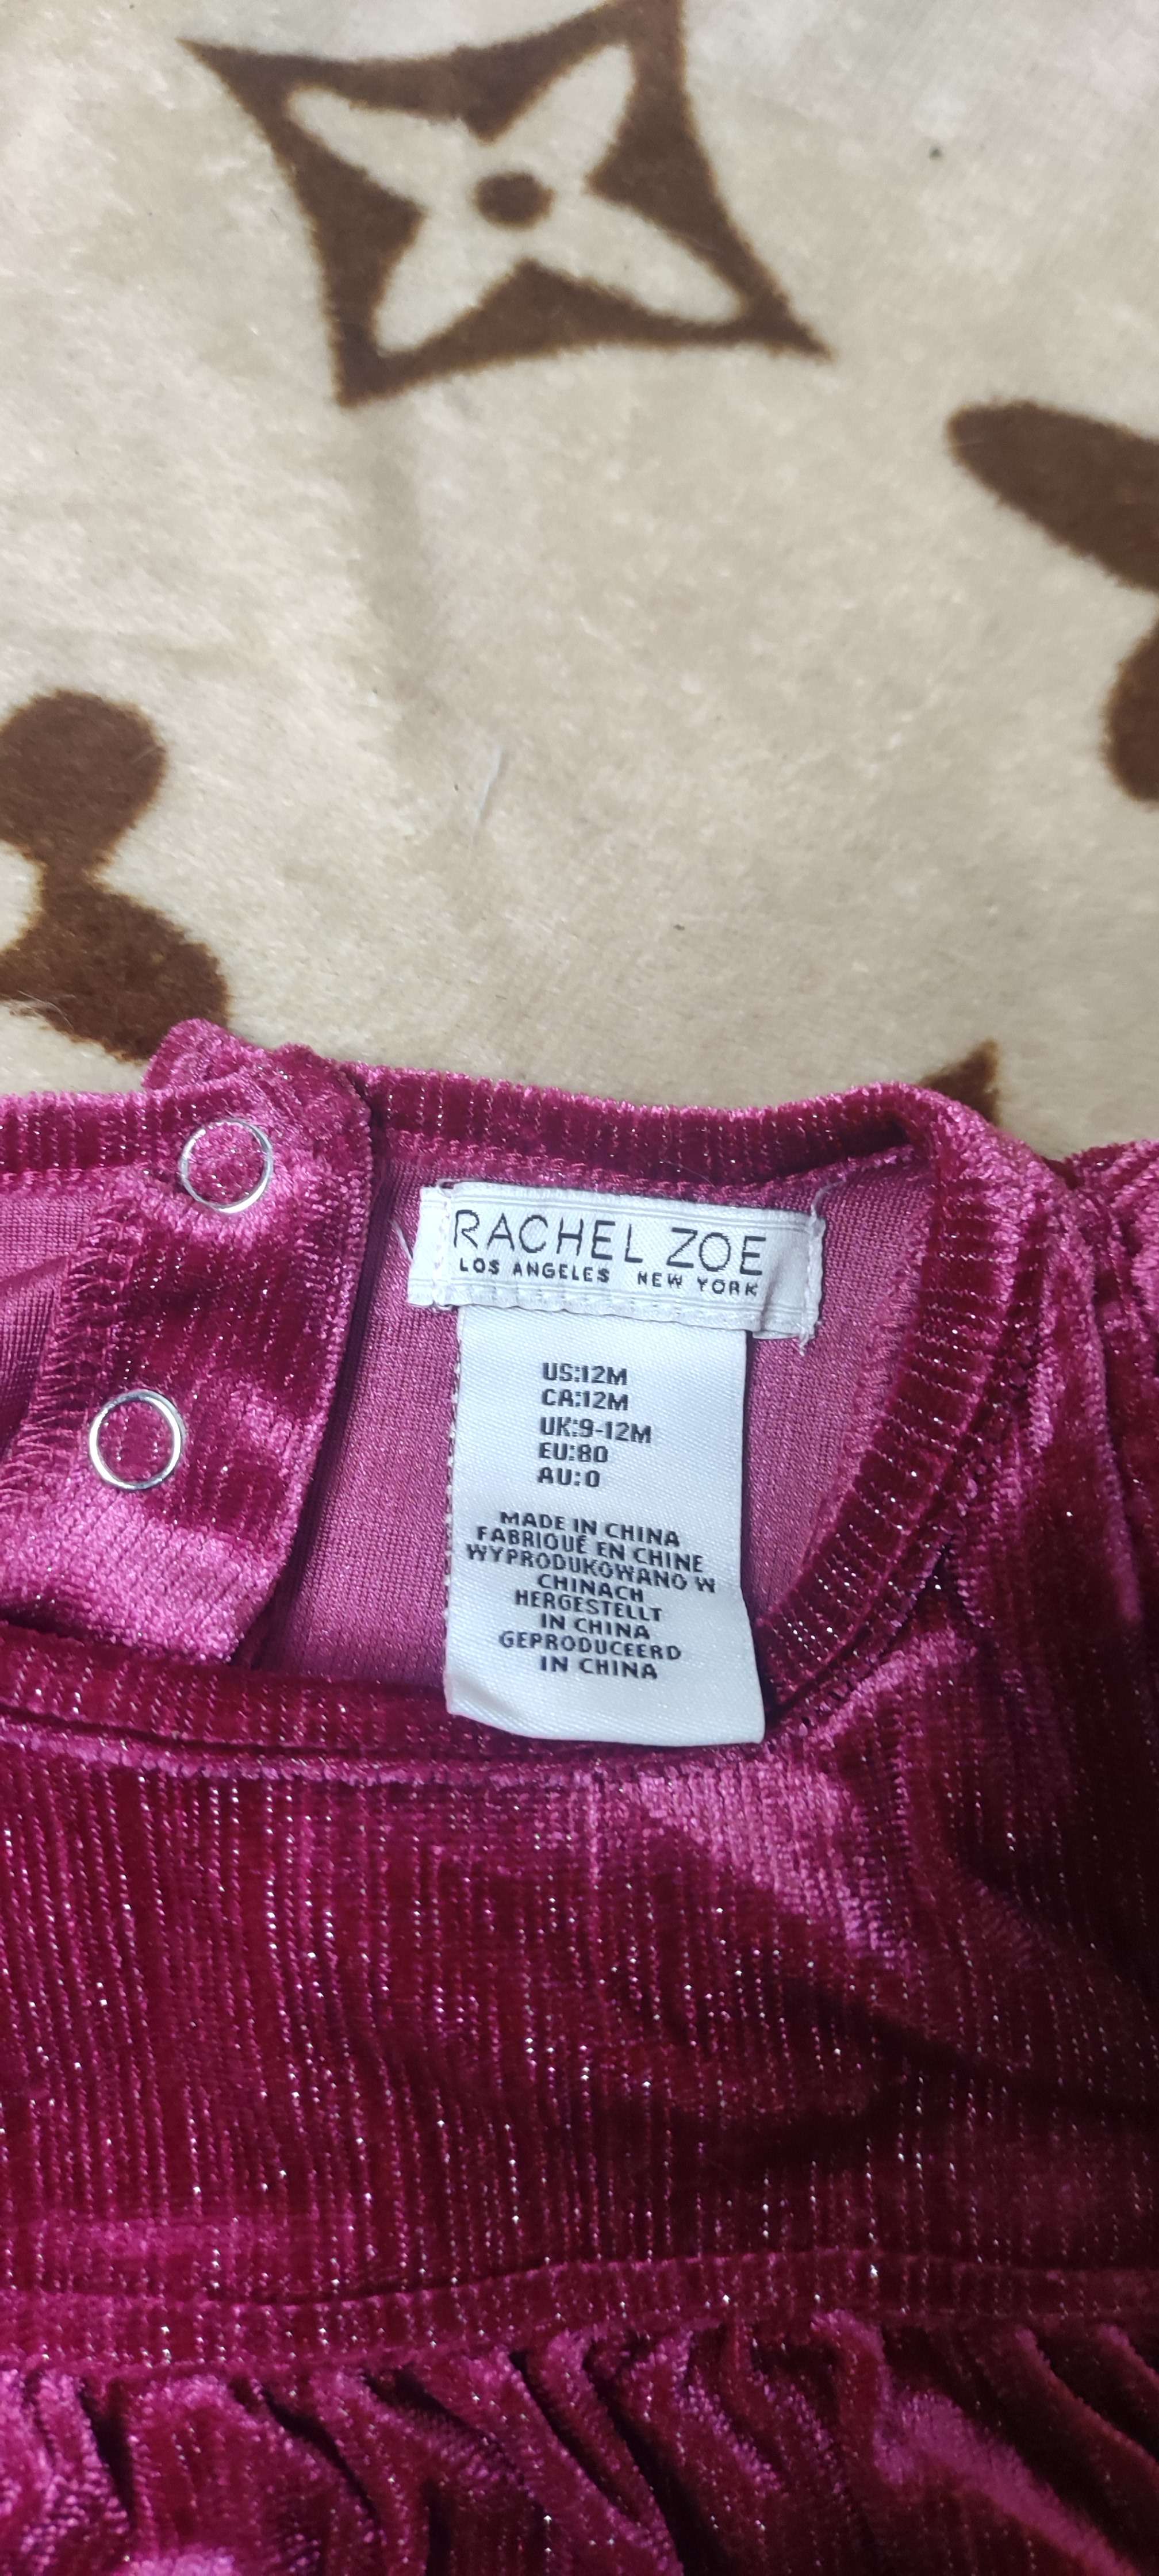 RACHEL ZOE
LOS ANGELES NEW YORK
US:12M
CA:12M
UK:9-12M
EU:80
AU:0
MADE IN CHINA
FABRIQUÉ EN CHINE
WYPRODUKOWANO W
CHINACH
HERGESTELLT
IN CHINA
GEPRODUCEERD
IN CHINA